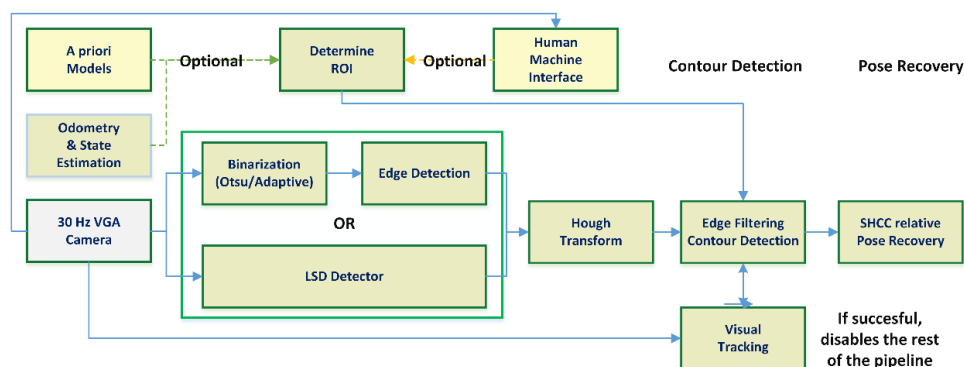 A priori
Models
Optional
Determine
ROI
Optional
Human
Machine
Interface
Contour Detection
Pose Recovery
Odometry
& State
Estimation
Binarization
(Otsu/Adaptive)
Edge Detection
OR
LSD Detector
30 Hz VGA
Camera
Hough
Transform
Edge Filtering
Contour Detection
SHCC relative
Pose Recovery
Visual
Tracking
If succesful,
disables the rest
of the pipeline